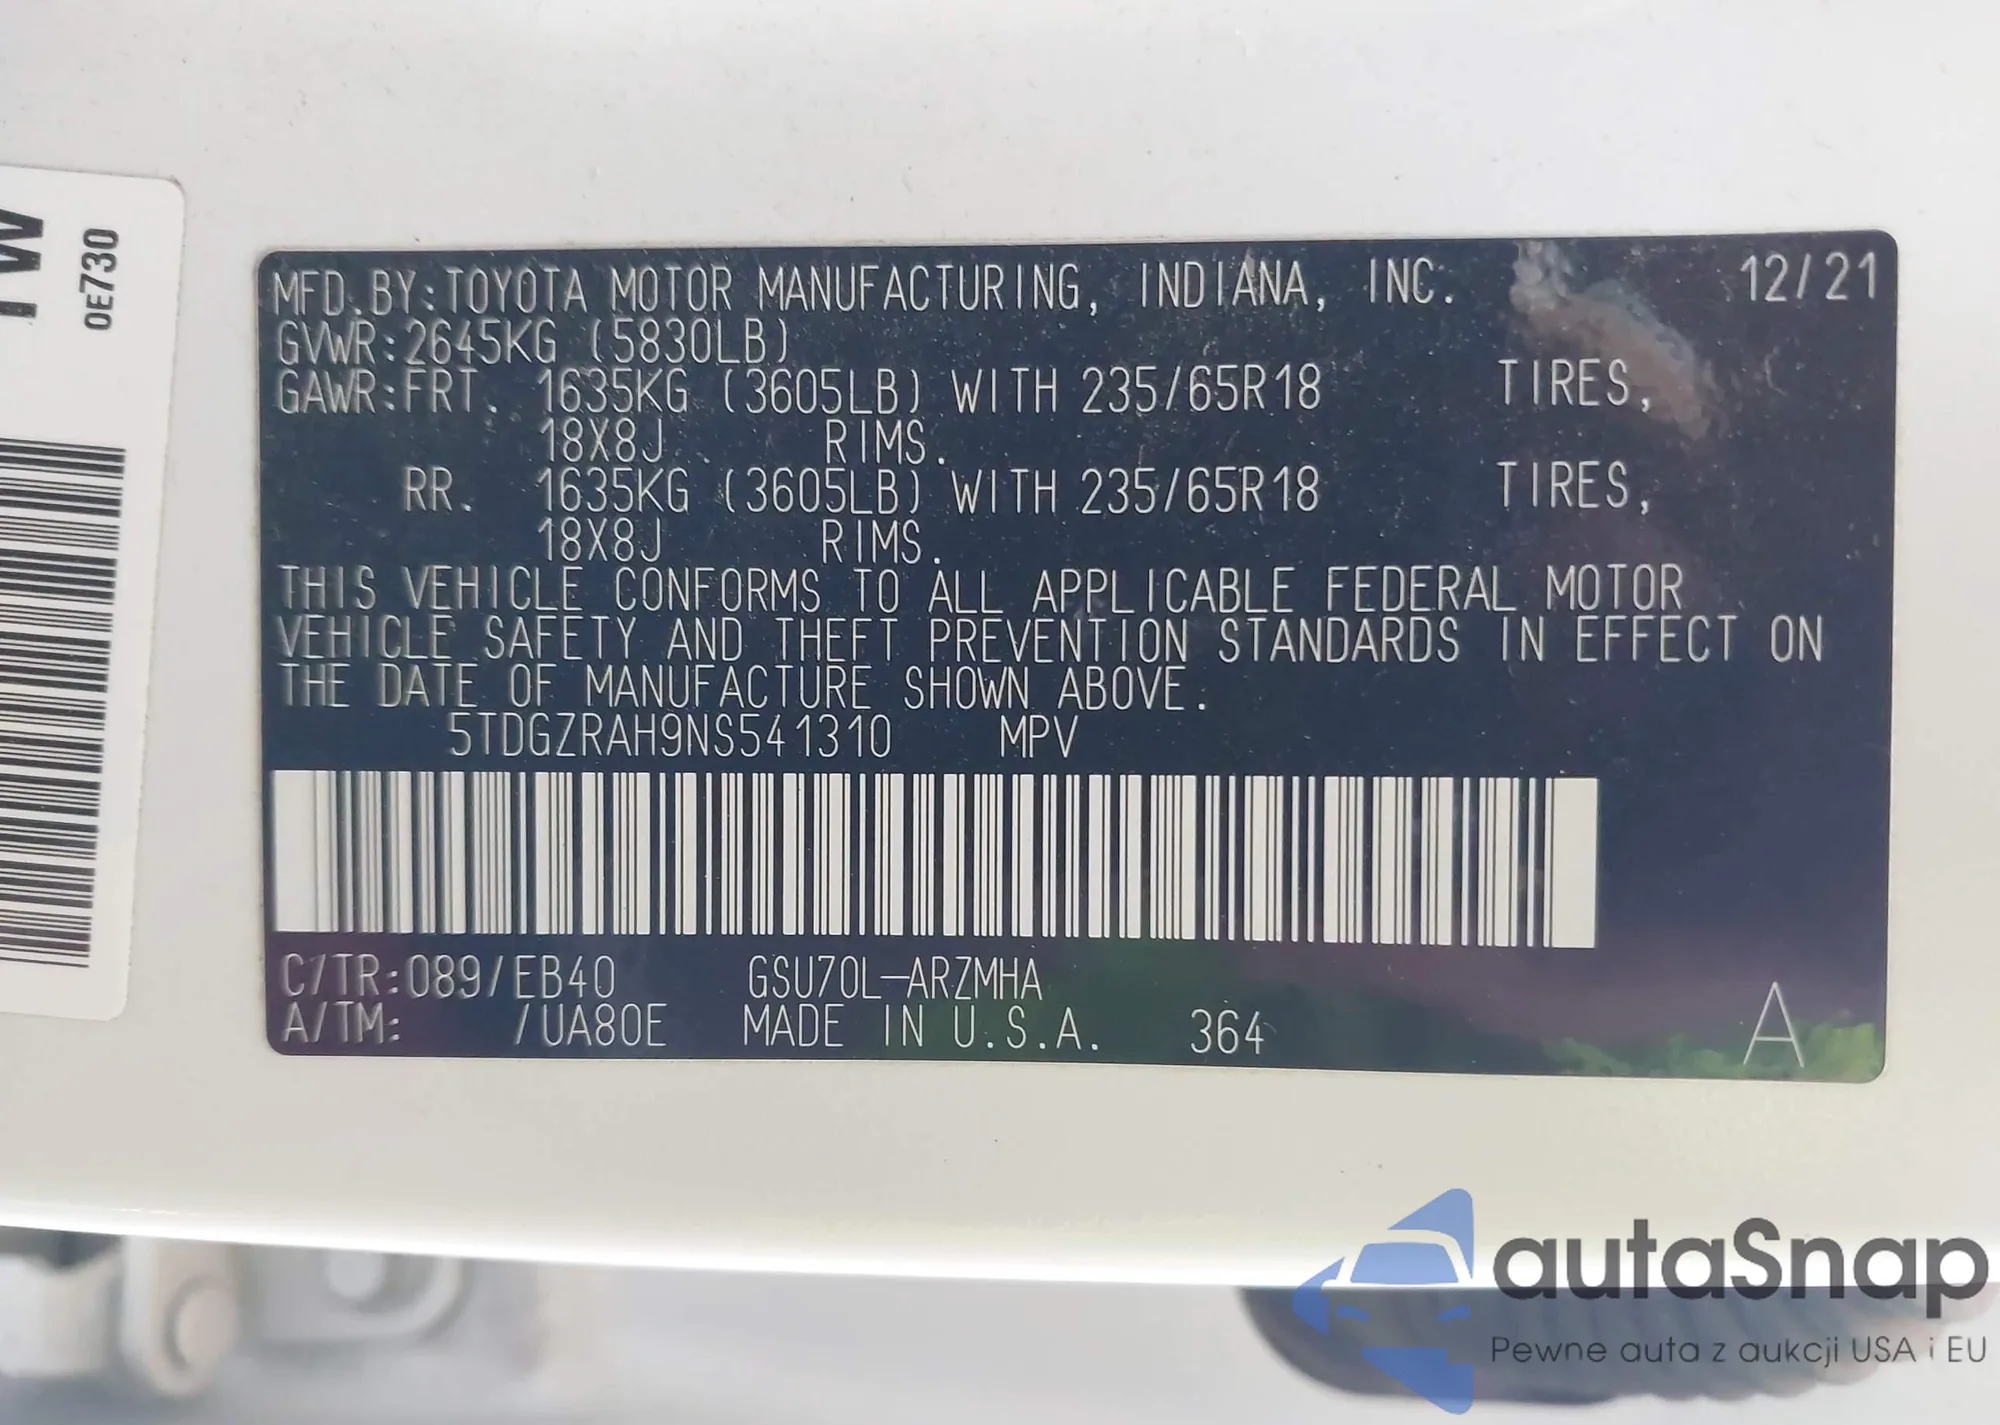 TW
0E730
MFD.BY:TOYOTA MOTOR MANUFACTURING, INDIANA, INC. 12/21
GVWR:2645KG (5830LB)
GAWR:FRT. 1635KG (3605LB) WITH 235/65R18 TIRES,
18X8J RIMS.
RR. 1635KG (3605LB) WITH 235/65R18 TIRES,
18X8J RIMS.
THIS VEHICLE CONFORMS TO ALL APPLICABLE FEDERAL MOTOR
VEHICLE SAFETY AND THEFT PREVENTION STANDARDS IN EFFECT ON
THE DATE OF MANUFACTURE SHOWN ABOVE.
5TDGZRAH9NS541310 MPV
C/TR:089/EB40 GSU70L-ARZMHA
A/TM: /UA80E MADE IN U.S.A. 364 A
autaSnap
Pewne auta z aukcji USA i EU